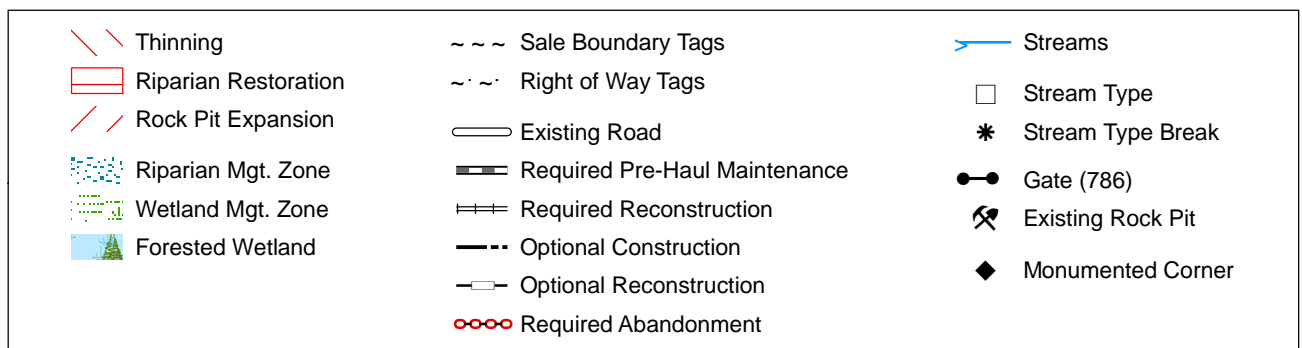 Thinning
Riparian Restoration
Rock Pit Expansion
Riparian Mgt. Zone
Wetland Mgt. Zone
Forested Wetland
Sale Boundary Tags
Right of Way Tags
Existing Road
Required Pre-Haul Maintenance
Required Reconstruction
Optional Construction
Optional Reconstruction
Required Abandonment
Streams
Stream Type
Stream Type Break
Gate (786)
Existing Rock Pit
Monumented Corner